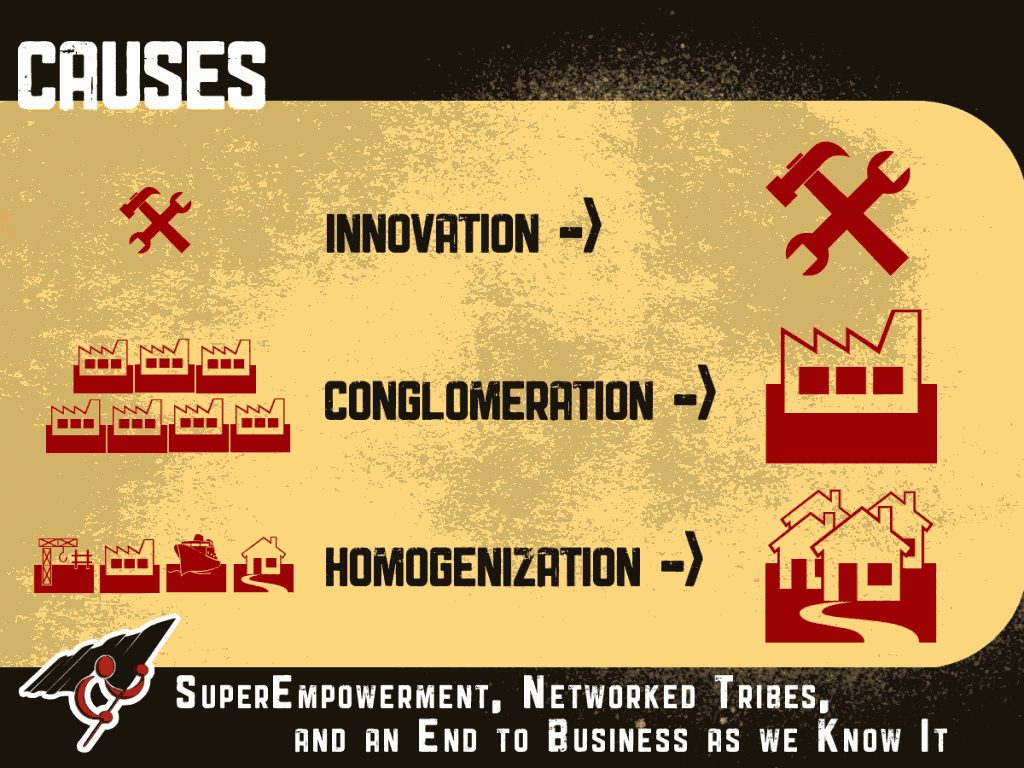 CAUSES
INNOVATION ->
CONGLOMERATION ->
HOMOGENIZATION ->
SUPEREMPOWERMENT, NETWORKED TRIBES,
AND AN END TO BUSINESS AS WE KNOW IT